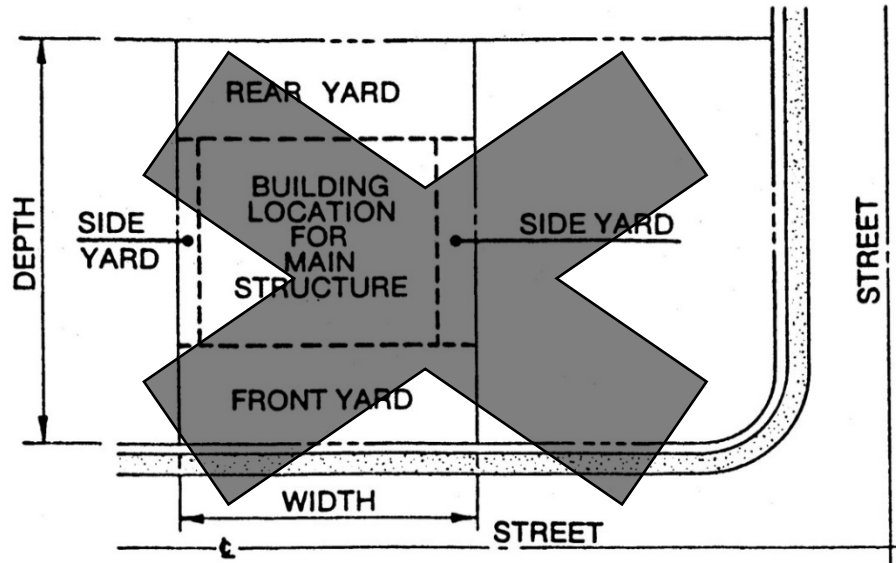 REAR YARD
BUILDING
LOCATION
FOR
MAIN
STRUCTURE
SIDE
YARD
SIDE YARD
DEPTH
STREET
FRONT YARD
WIDTH
STREET
℄